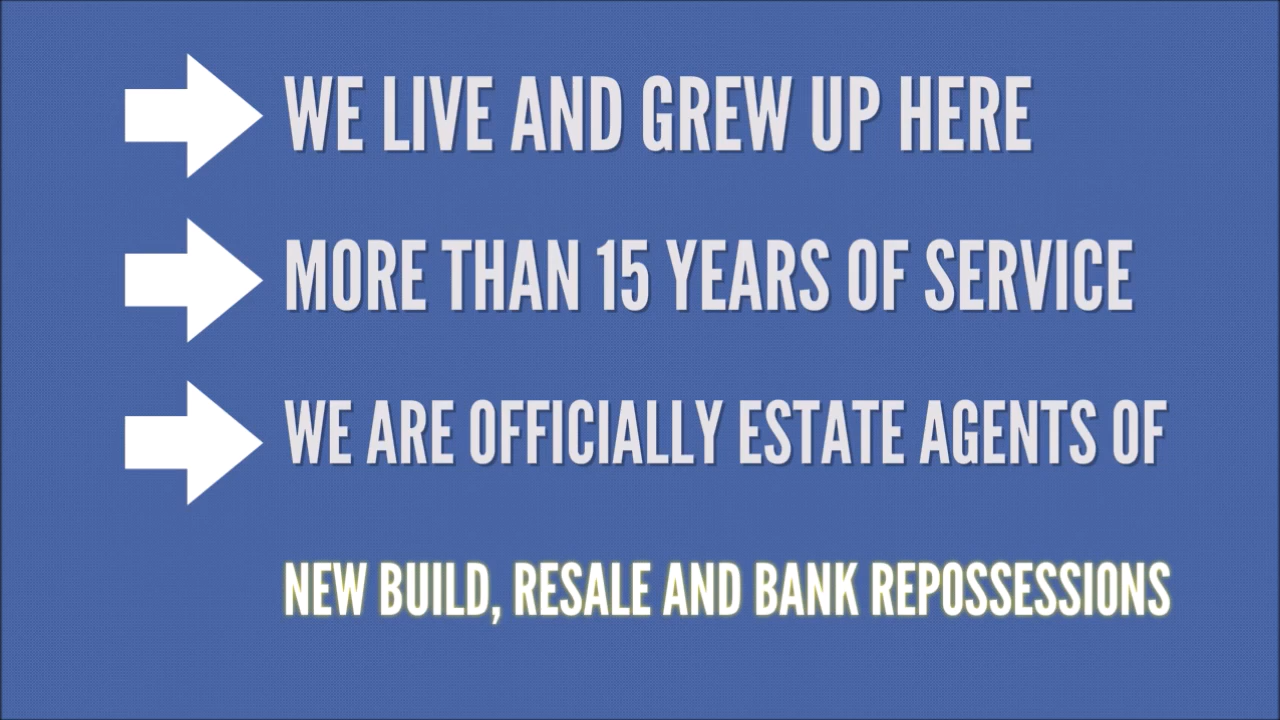 WE LIVE AND GREW UP HERE
MORE THAN 15 YEARS OF SERVICE
WE ARE OFFICIALLY ESTATE AGENTS OF
NEW BUILD, RESALE AND BANK REPOSSESSIONS